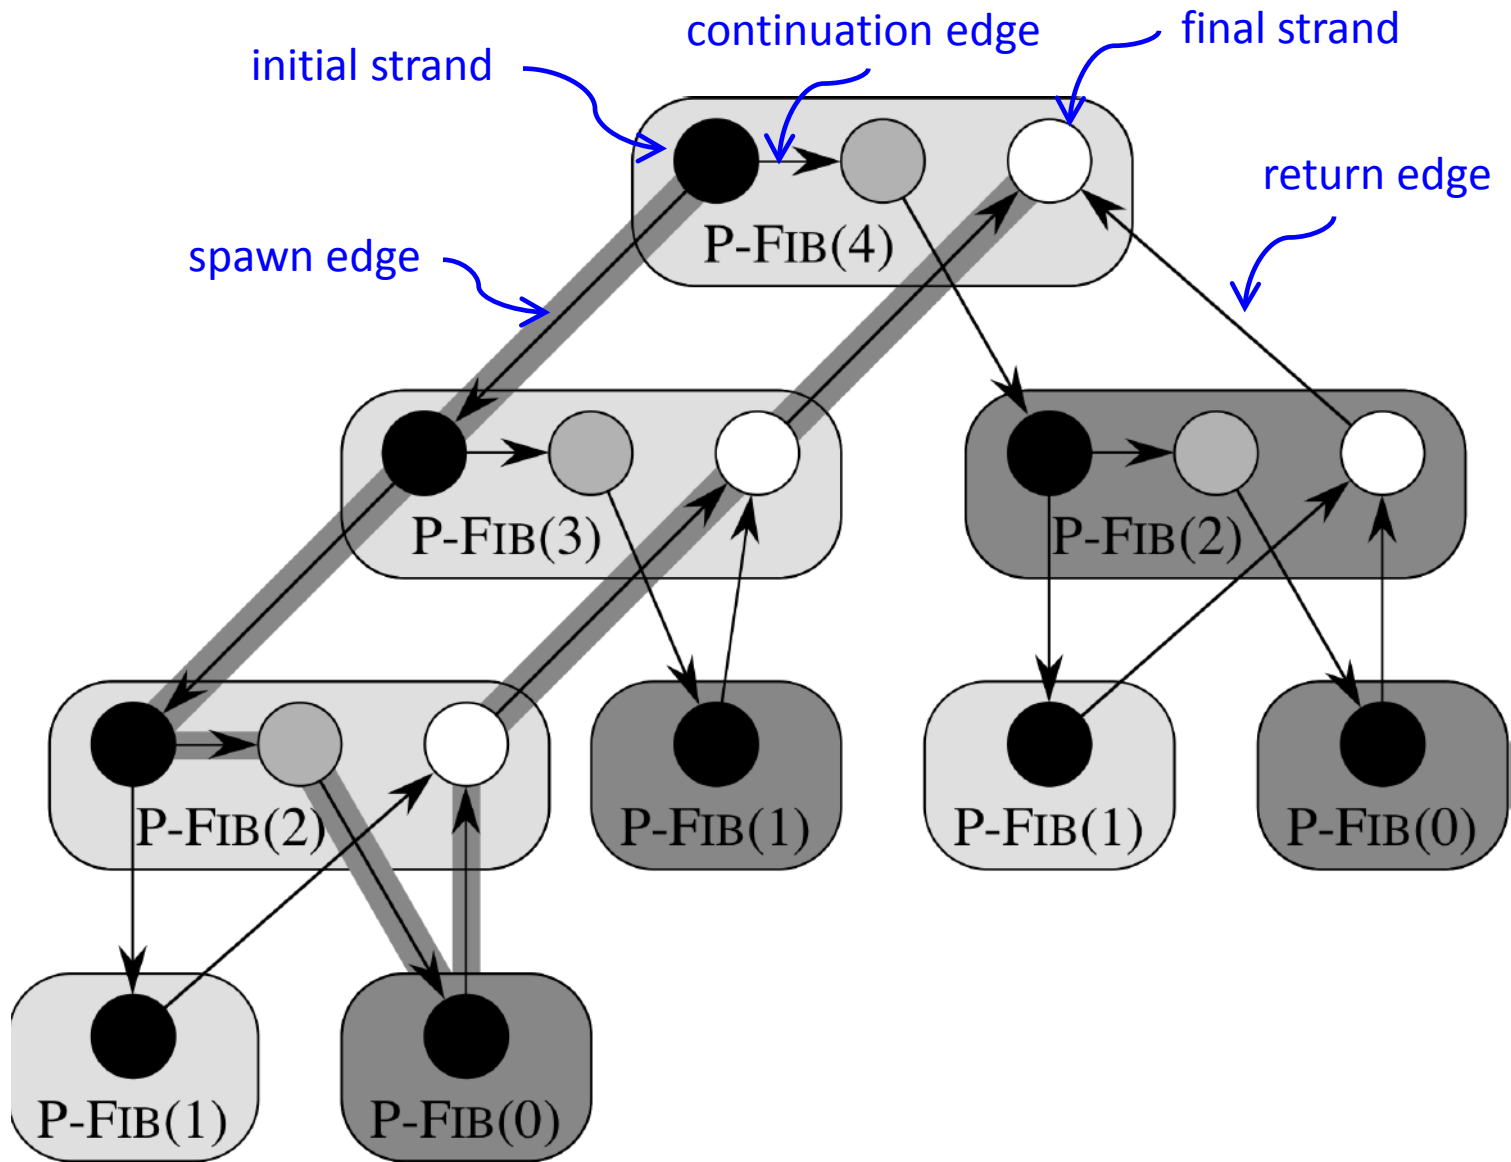 continuation edge
final strand
initial strand
return edge
P-FIB(4)
spawn edge
P-FIB(3)
P-FIB(2)
P-FIB(2)
P-FIB(1)
P-FIB(1)
P-FIB(0)
P-FIB(1)
P-FIB(0)